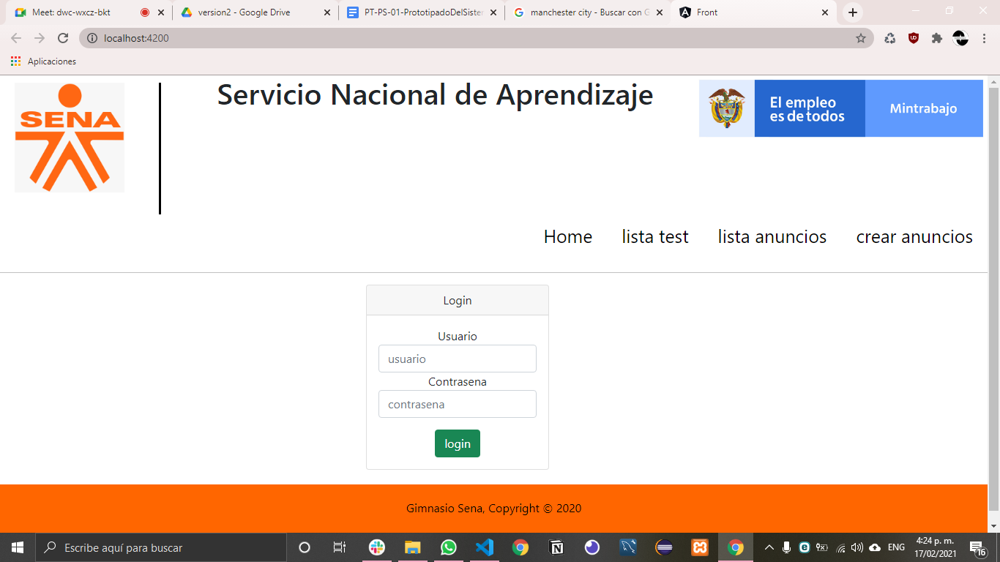 Meet: dwc-wxcz-bkt
version2 - Google Drive
PT-PS-01-PrototipadoDelSister
manchester city - Buscar con G
Front
localhost:4200
Aplicaciones
SENA
Servicio Nacional de Aprendizaje
El empleo
es de todos
Mintrabajo
Home
lista test
lista anuncios
crear anuncios
Login
Usuario
usuario
Contrasena
contrasena
login
Gimnasio Sena, Copyright © 2020
Escribe aquí para buscar
ENG
4:24 p. m.
17/02/2021
16